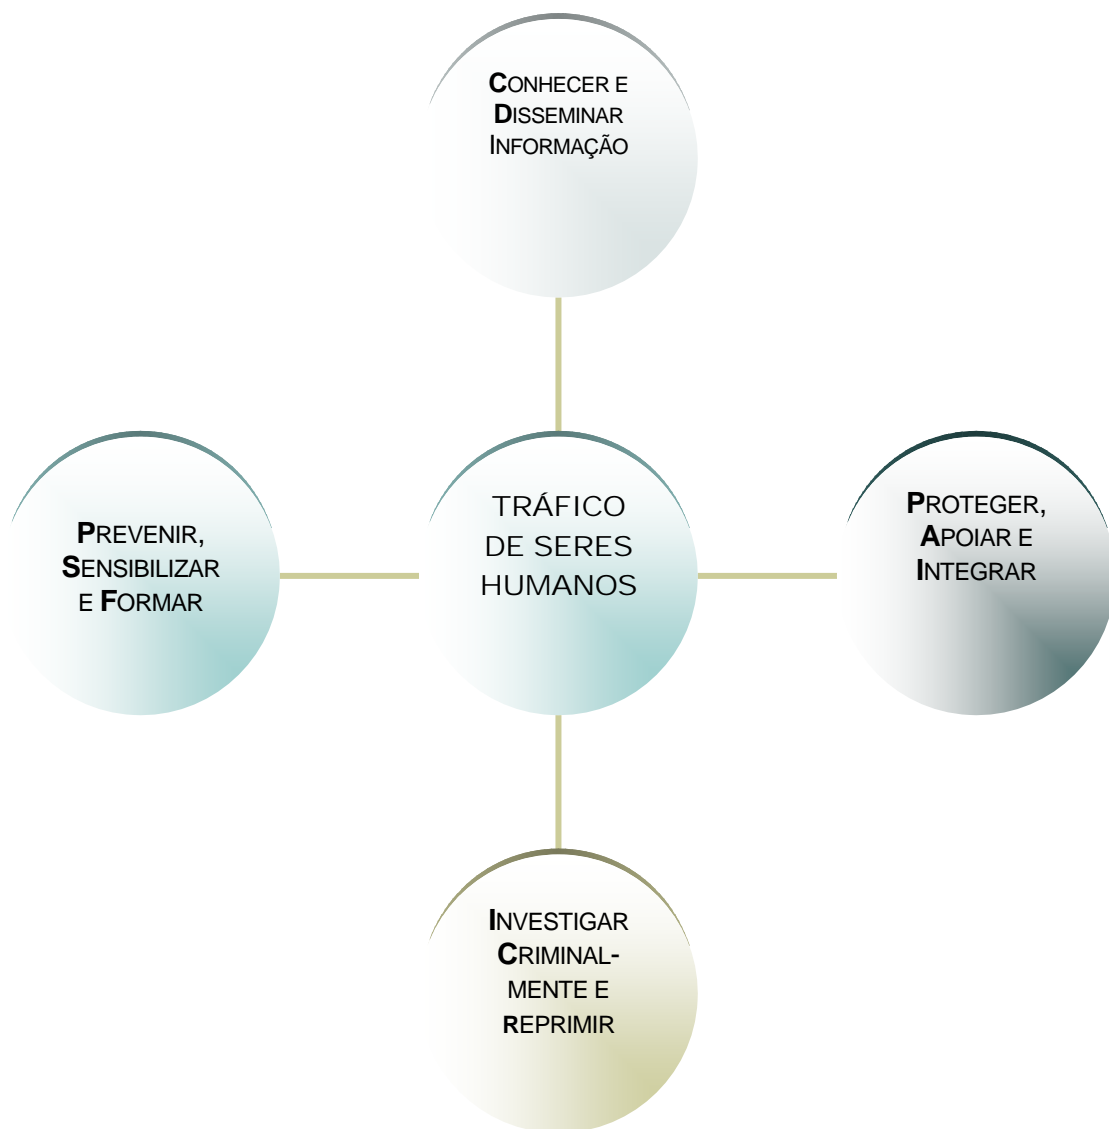 CONHECER E
DISSEMINAR
INFORMAÇÃO
PREVENIR,
SENSIBILIZAR
E FORMAR
TRÁFICO
DE SERES
HUMANOS
PROTEGER,
APOIAR E
INTEGRAR
INVESTIGAR
CRIMINAL-
MENTE E
REPRIMIR